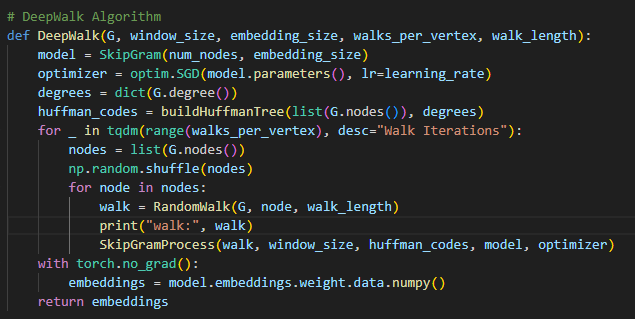 # DeepWalk Algorithm
def DeepWalk(G, window_size, embedding_size, walks_per_vertex, walk_length):
    model = SkipGram(num_nodes, embedding_size)
    optimizer = optim.SGD(model.parameters(), lr=learning_rate)
    degrees = dict(G.degree())
    huffman_codes = buildHuffmanTree(list(G.nodes()), degrees)
    for _ in tqdm(range(walks_per_vertex), desc="Walk Iterations"):
        nodes = list(G.nodes())
        np.random.shuffle(nodes)
        for node in nodes:
            walk = RandomWalk(G, node, walk_length)
            print("walk:", walk)
            SkipGramProcess(walk, window_size, huffman_codes, model, optimizer)
    with torch.no_grad():
        embeddings = model.embeddings.weight.data.numpy()
    return embeddings